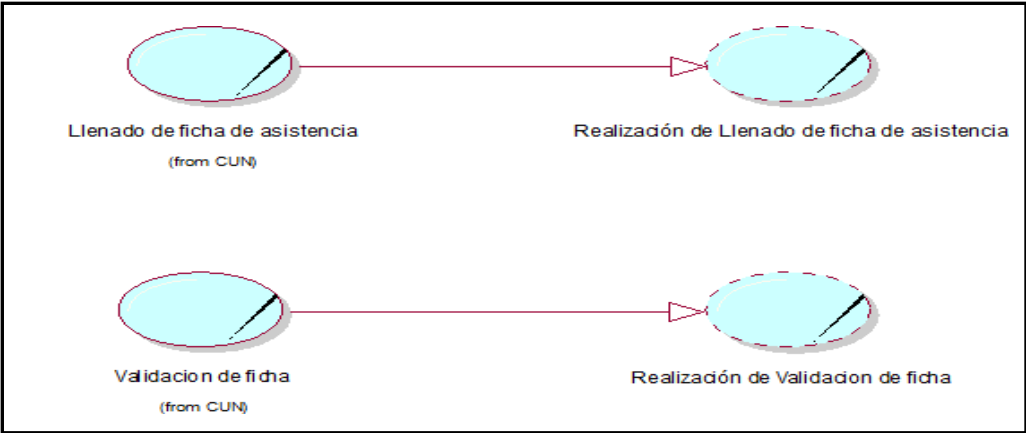 Llenado de ficha de asistencia
Realización de Llenado de ficha de asistencia
(from CUN)
Validacion de ficha
Realización de Validacion de ficha
(from CUN)